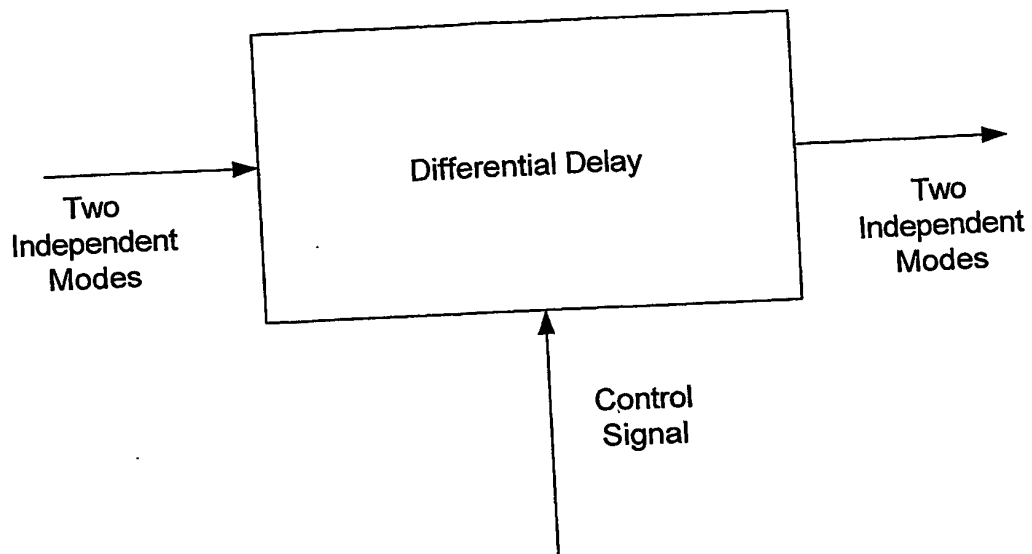 Differential Delay
Two
Independent
Modes
Two
Independent
Modes
Control
Signal